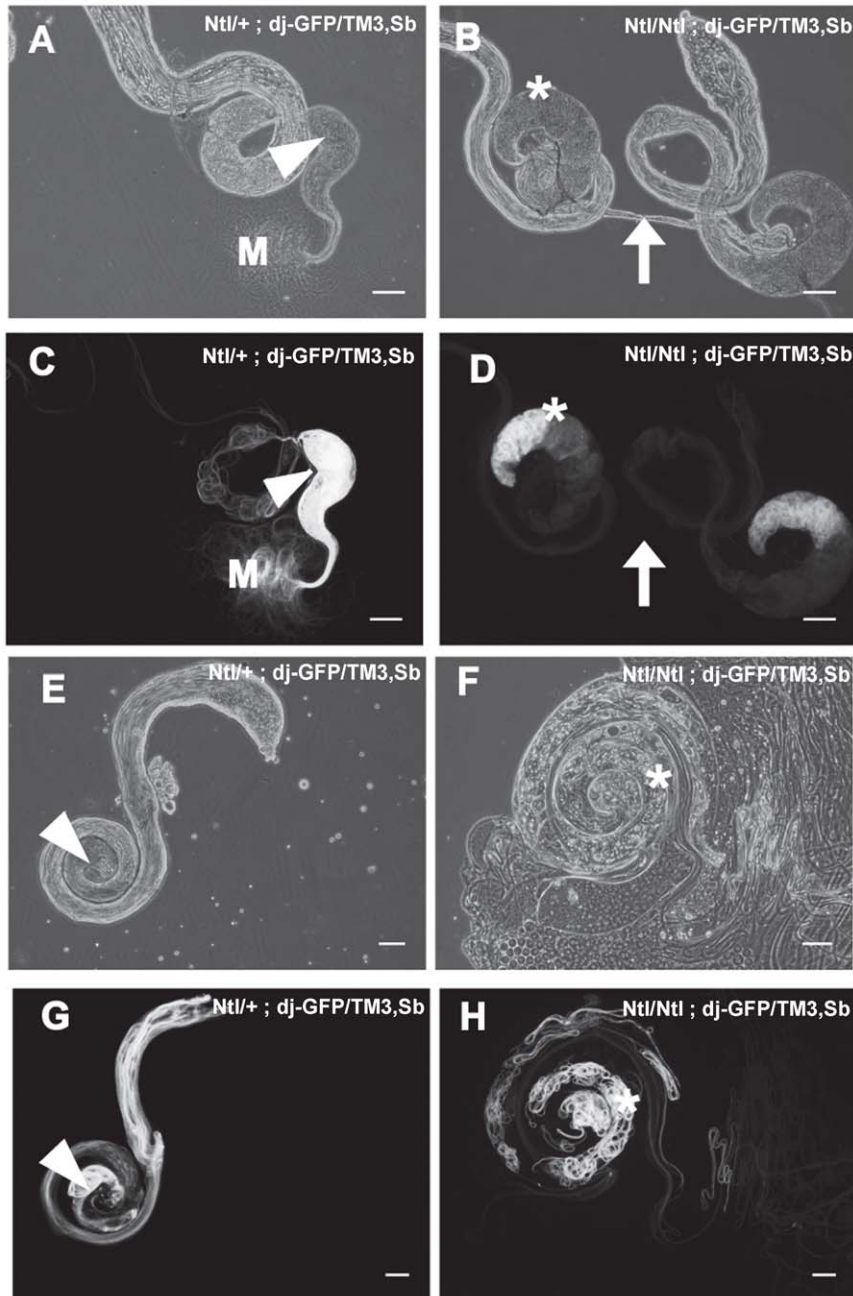 A Ntl/+ ; dj-GFP/TM3,Sb
B Ntl/Ntl ; dj-GFP/TM3,Sb
*
M
C Ntl/+ ; dj-GFP/TM3,Sb
D Ntl/Ntl ; dj-GFP/TM3,Sb
*
M
E Ntl/+ ; dj-GFP/TM3,Sb
F Ntl/Ntl ; dj-GFP/TM3,Sb
*
G Ntl/+ ; dj-GFP/TM3,Sb
H Ntl/Ntl ; dj-GFP/TM3,Sb
*